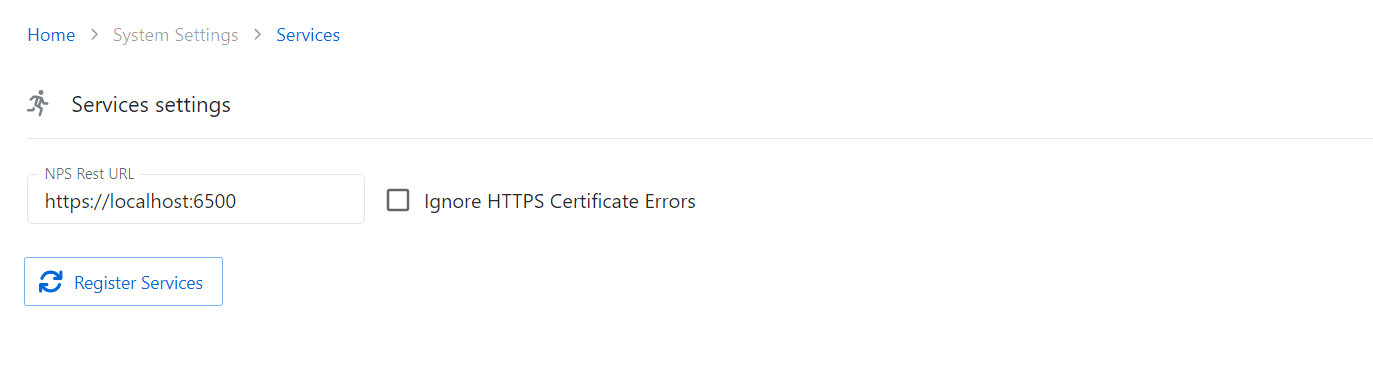 Home > System Settings > Services
Services settings
NPS Rest URL
https://localhost:6500
Ignore HTTPS Certificate Errors
Register Services